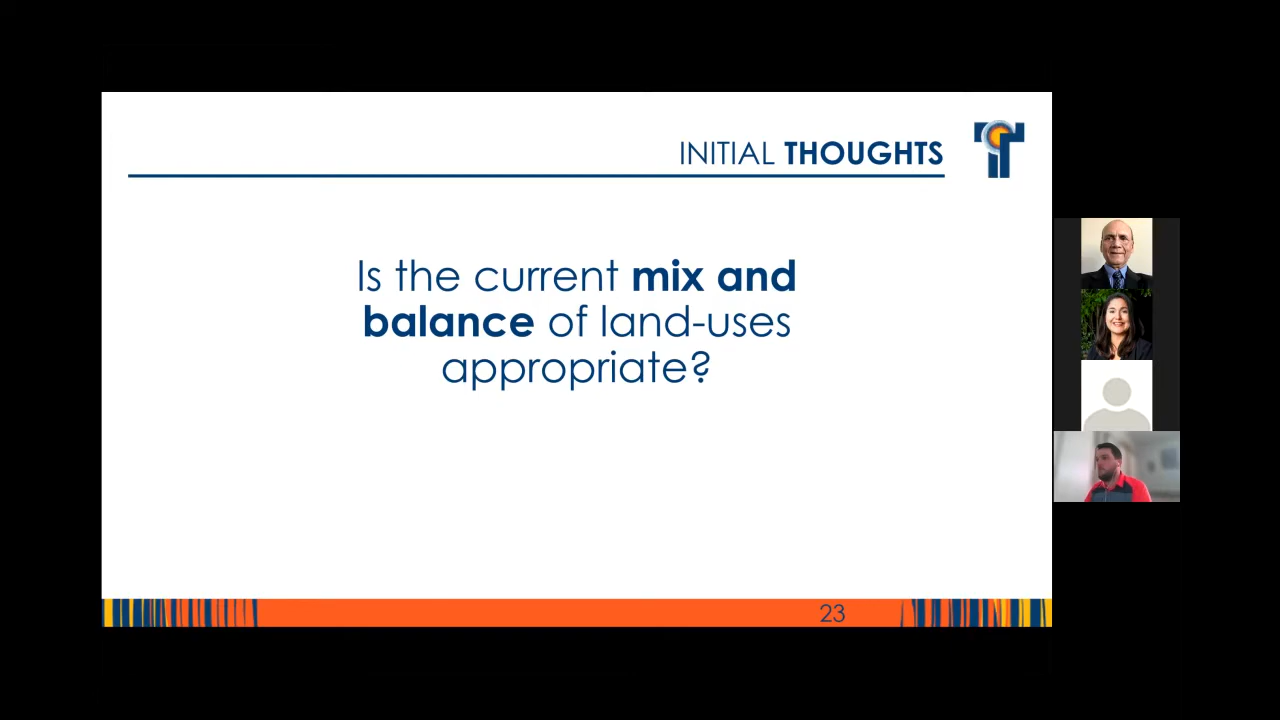 INITIAL THOUGHTS
Is the current mix and
balance of land-uses
appropriate?
23